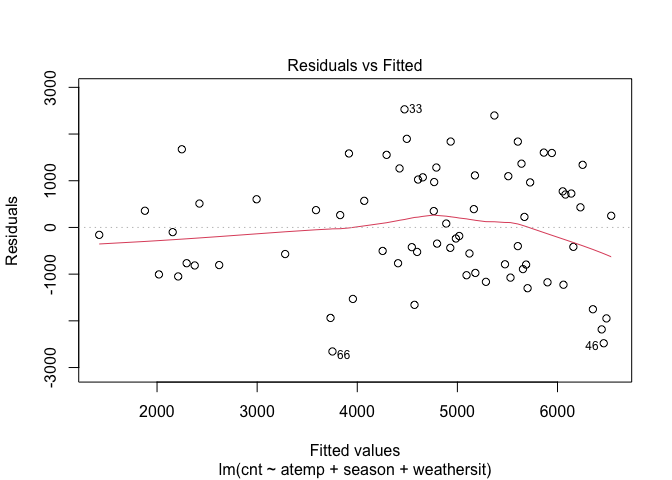 Residuals vs Fitted
Residuals
3000
1000
0
-1000
-3000
33
66
46
2000 3000 4000 5000 6000
Fitted values
lm(cnt ~ atemp + season + weathersit)